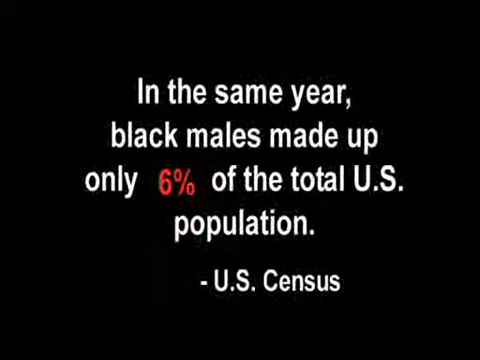 In the same year,
black males made up
only 6% of the total U.S.
population.
- U.S. Census